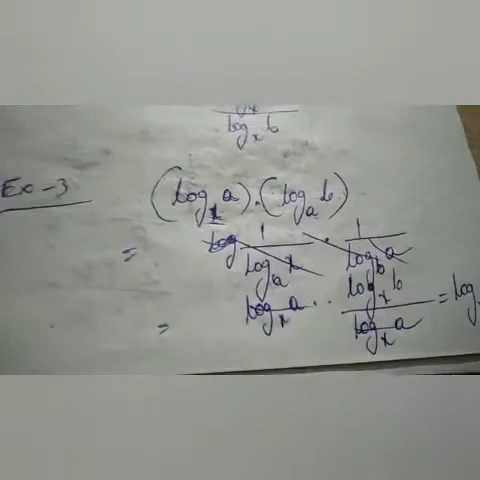 log_x b
Ex-3 (log_x a).(log_a b)
= 1/log_a x . 1/log_b a
= log_x a . log_x b / log_x a = log